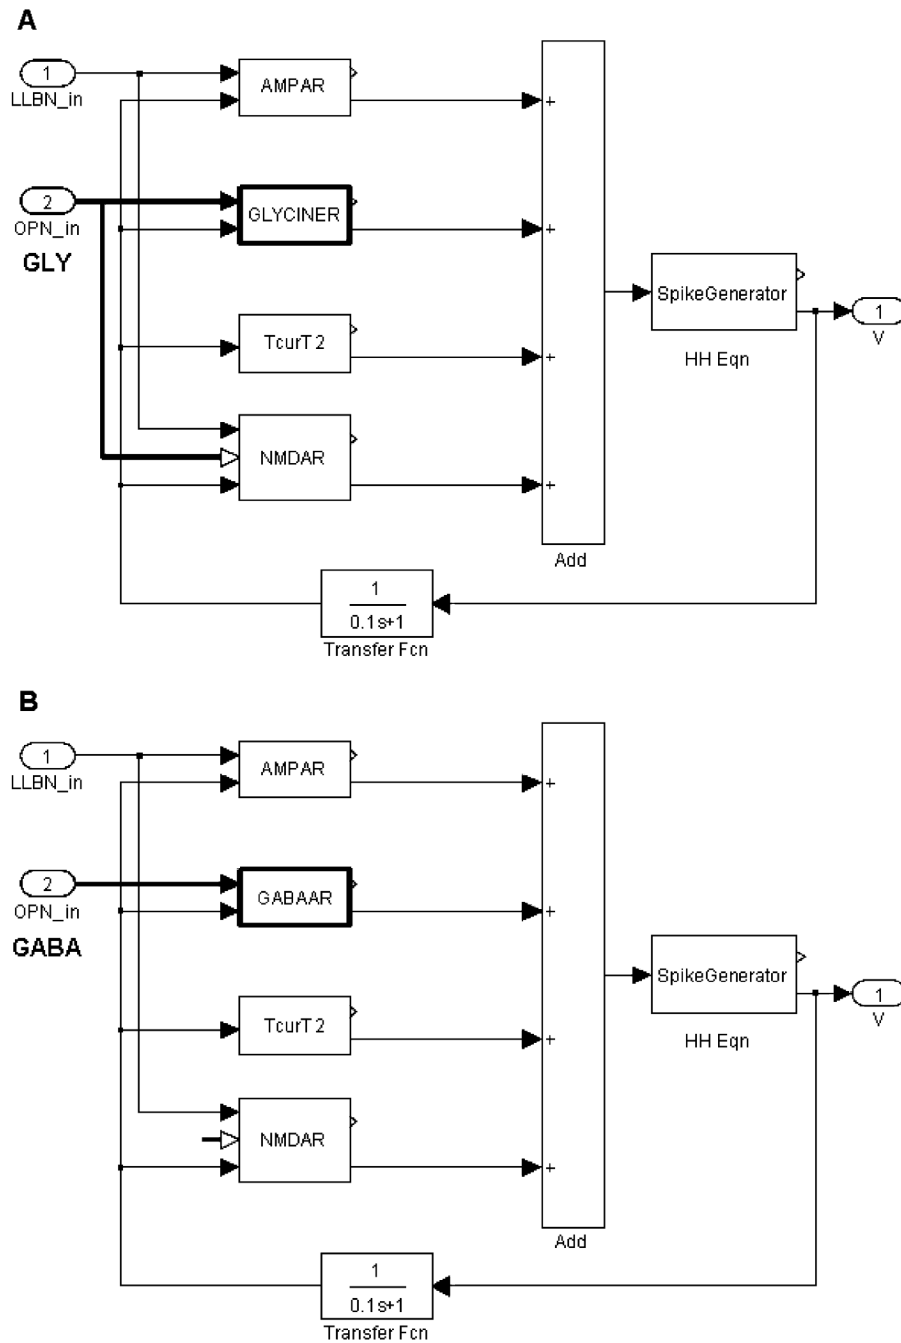 A
1
LLBN_in
AMPAR
+
2
OPN_in
GLY
GLYCINER
+
SpikeGenerator
HH Eqn
1
V
TcurT2
+
NMDAR
+
Add
1
0.1s+1
Transfer Fcn
B
1
LLBN_in
AMPAR
+
2
OPN_in
GABA
GABAAR
+
SpikeGenerator
HH Eqn
1
V
TcurT2
+
NMDAR
+
Add
1
0.1s+1
Transfer Fcn